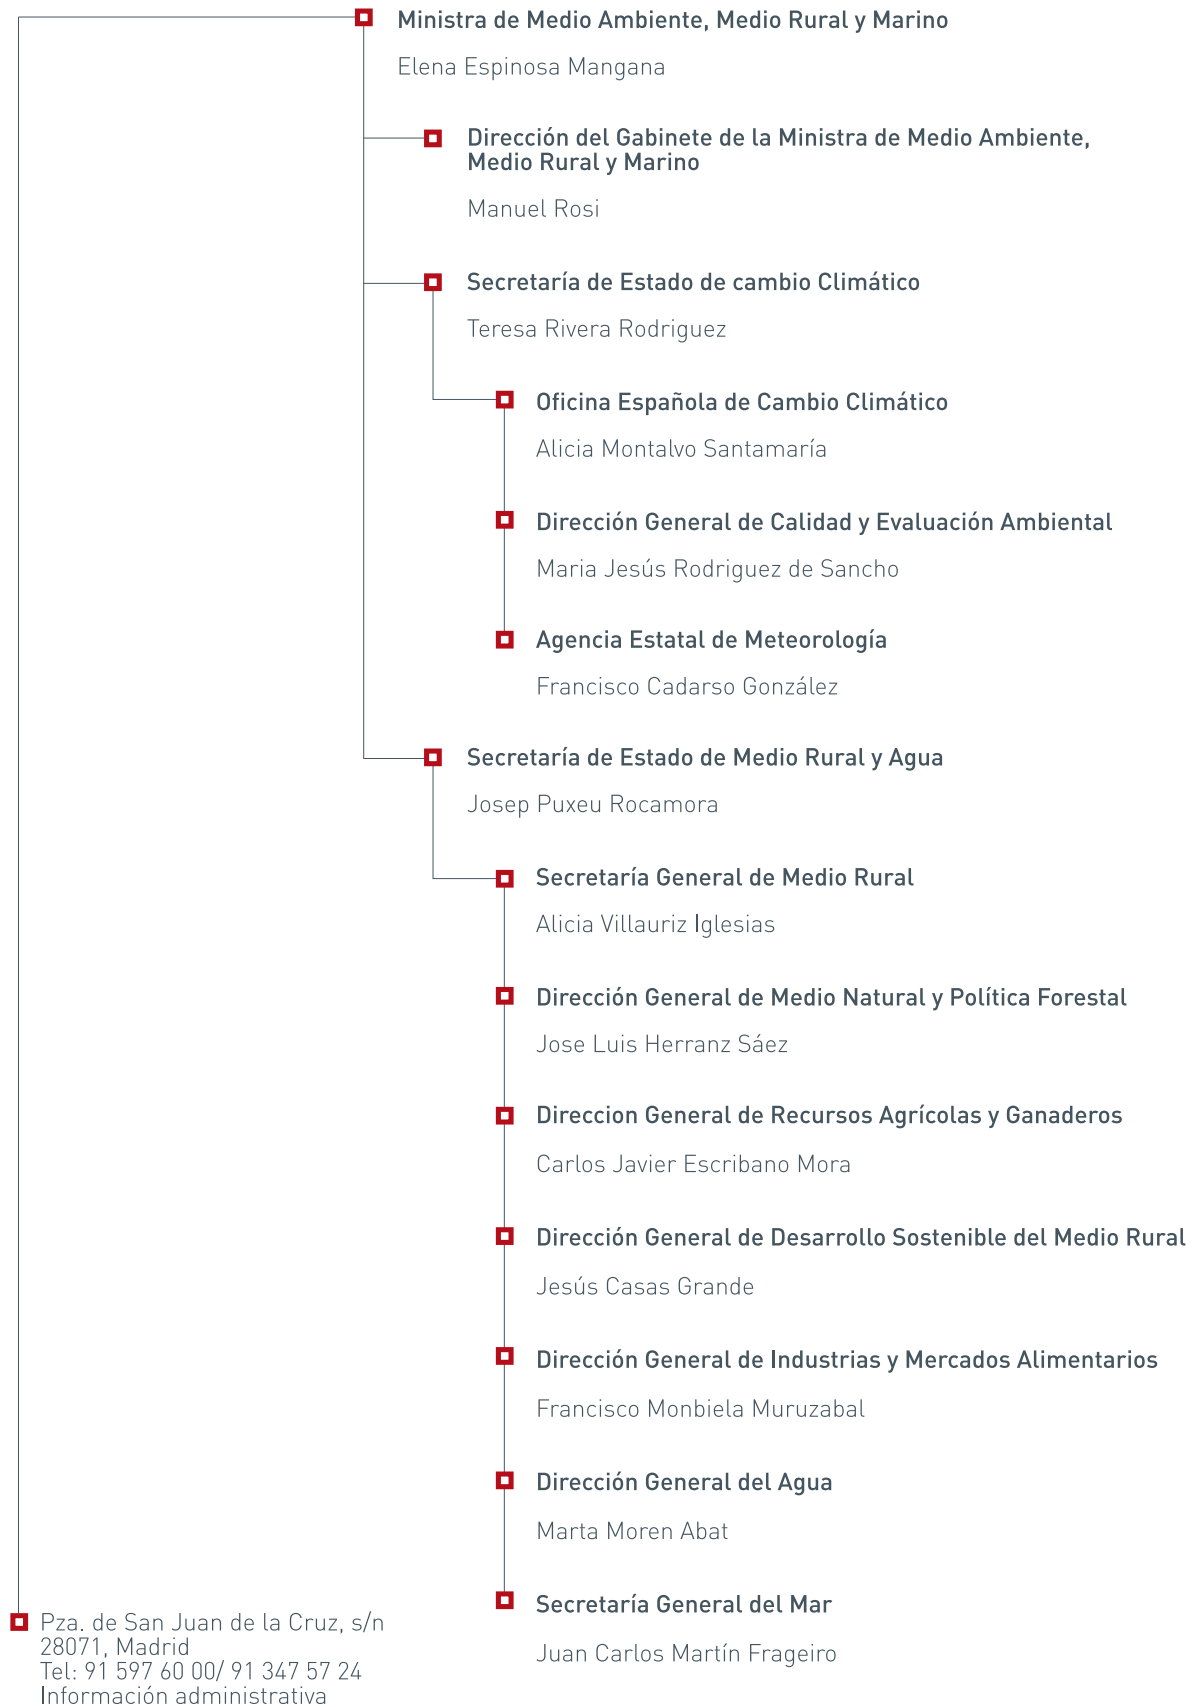 Ministra de Medio Ambiente, Medio Rural y Marino
Elena Espinosa Mangana
Dirección del Gabinete de la Ministra de Medio Ambiente,
Medio Rural y Marino
Manuel Rosi
Secretaría de Estado de cambio Climático
Teresa Rivera Rodriguez
Oficina Española de Cambio Climático
Alicia Montalvo Santamaría
Dirección General de Calidad y Evaluación Ambiental
Maria Jesús Rodriguez de Sancho
Agencia Estatal de Meteorología
Francisco Cadarso González
Secretaría de Estado de Medio Rural y Agua
Josep Puxeu Rocamora
Secretaría General de Medio Rural
Alicia Villauriz Iglesias
Dirección General de Medio Natural y Política Forestal
Jose Luis Herranz Sáez
Direccion General de Recursos Agrícolas y Ganaderos
Carlos Javier Escribano Mora
Dirección General de Desarrollo Sostenible del Medio Rural
Jesús Casas Grande
Dirección General de Industrias y Mercados Alimentarios
Francisco Monbiela Muruzabal
Dirección General del Agua
Marta Moren Abat
Secretaría General del Mar
Juan Carlos Martín Frageiro
Pza. de San Juan de la Cruz, s/n
28071, Madrid
Tel: 91 597 60 00/ 91 347 57 24
Información administrativa